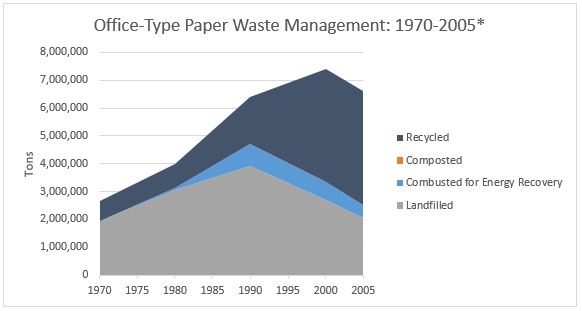 Office-Type Paper Waste Management: 1970-2005*
8,000,000
7,000,000
6,000,000
5,000,000
4,000,000
3,000,000
2,000,000
1,000,000
0
Tons
1970 1975 1980 1985 1990 1995 2000 2005
Recycled
Composted
Combusted for Energy Recovery
Landfilled